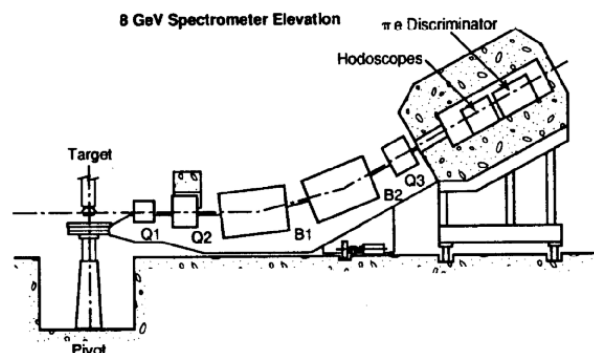 8 GeV Spectrometer Elevation
π e Discriminator
Hodoscopes
Target
Q3
B2
Q1
Q2
B1
Pivot